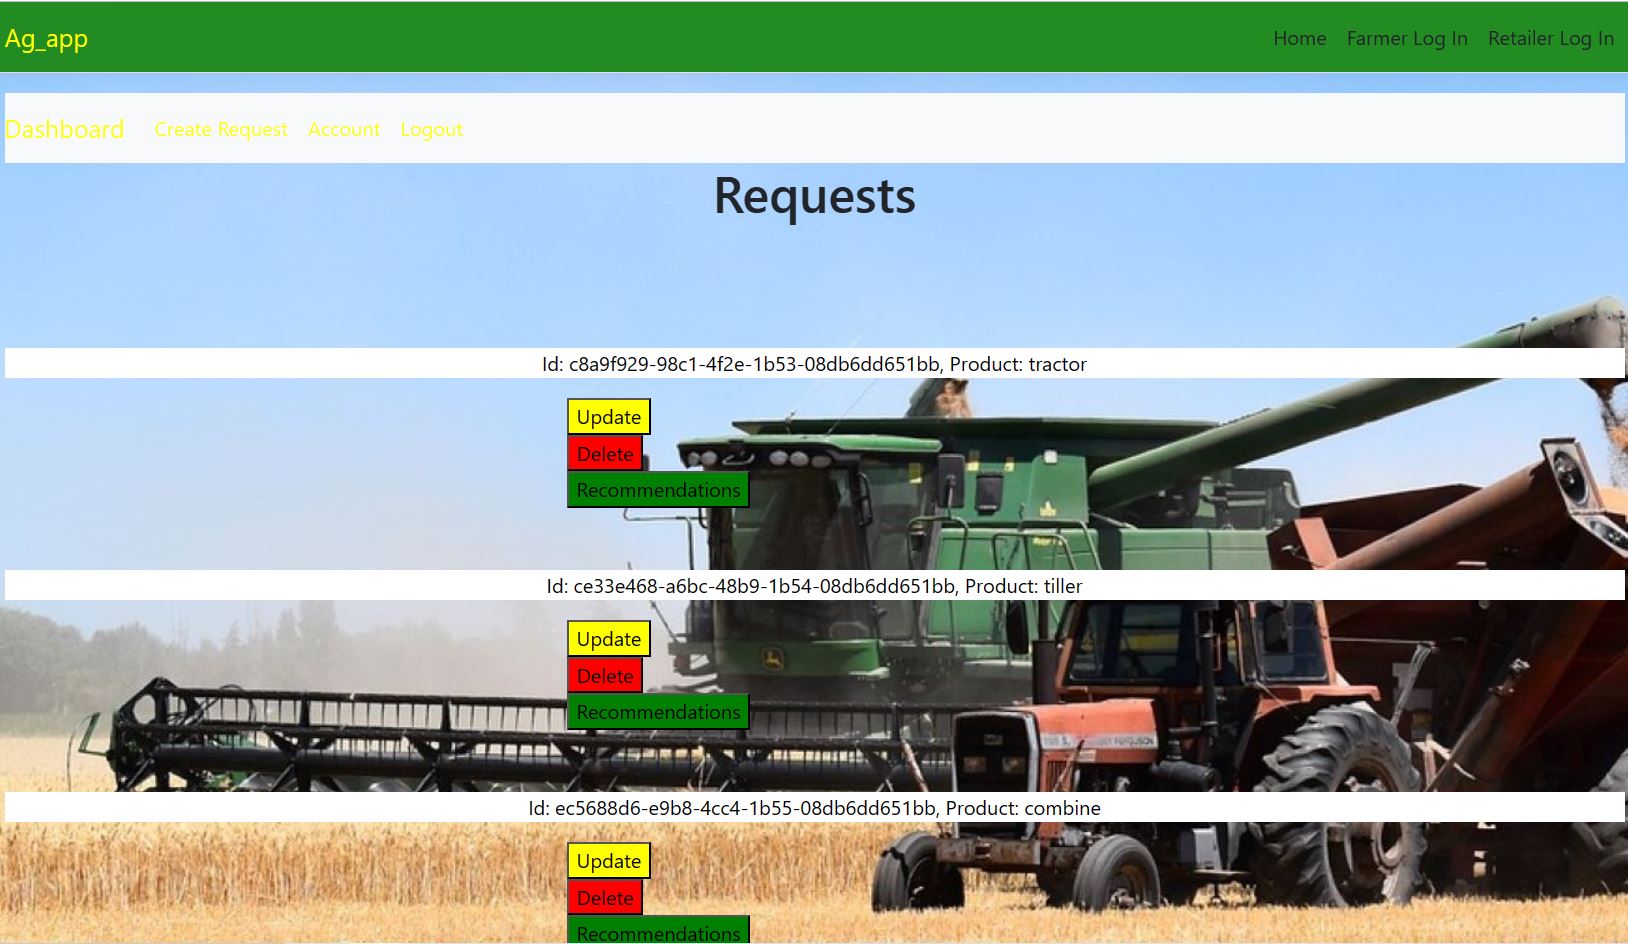 Ag_app Home Farmer Log In Retailer Log In
Dashboard Create Request Account Logout
Requests
Id: c8a9f929-98c1-4f2e-1b53-08db6dd651bb, Product: tractor
Update
Delete
Recommendations
Id: ce33e468-a6bc-48b9-1b54-08db6dd651bb, Product: tiller
Update
Delete
Recommendations
Id: ec5688d6-e9b8-4cc4-1b55-08db6dd651bb, Product: combine
Update
Delete
Recommendations